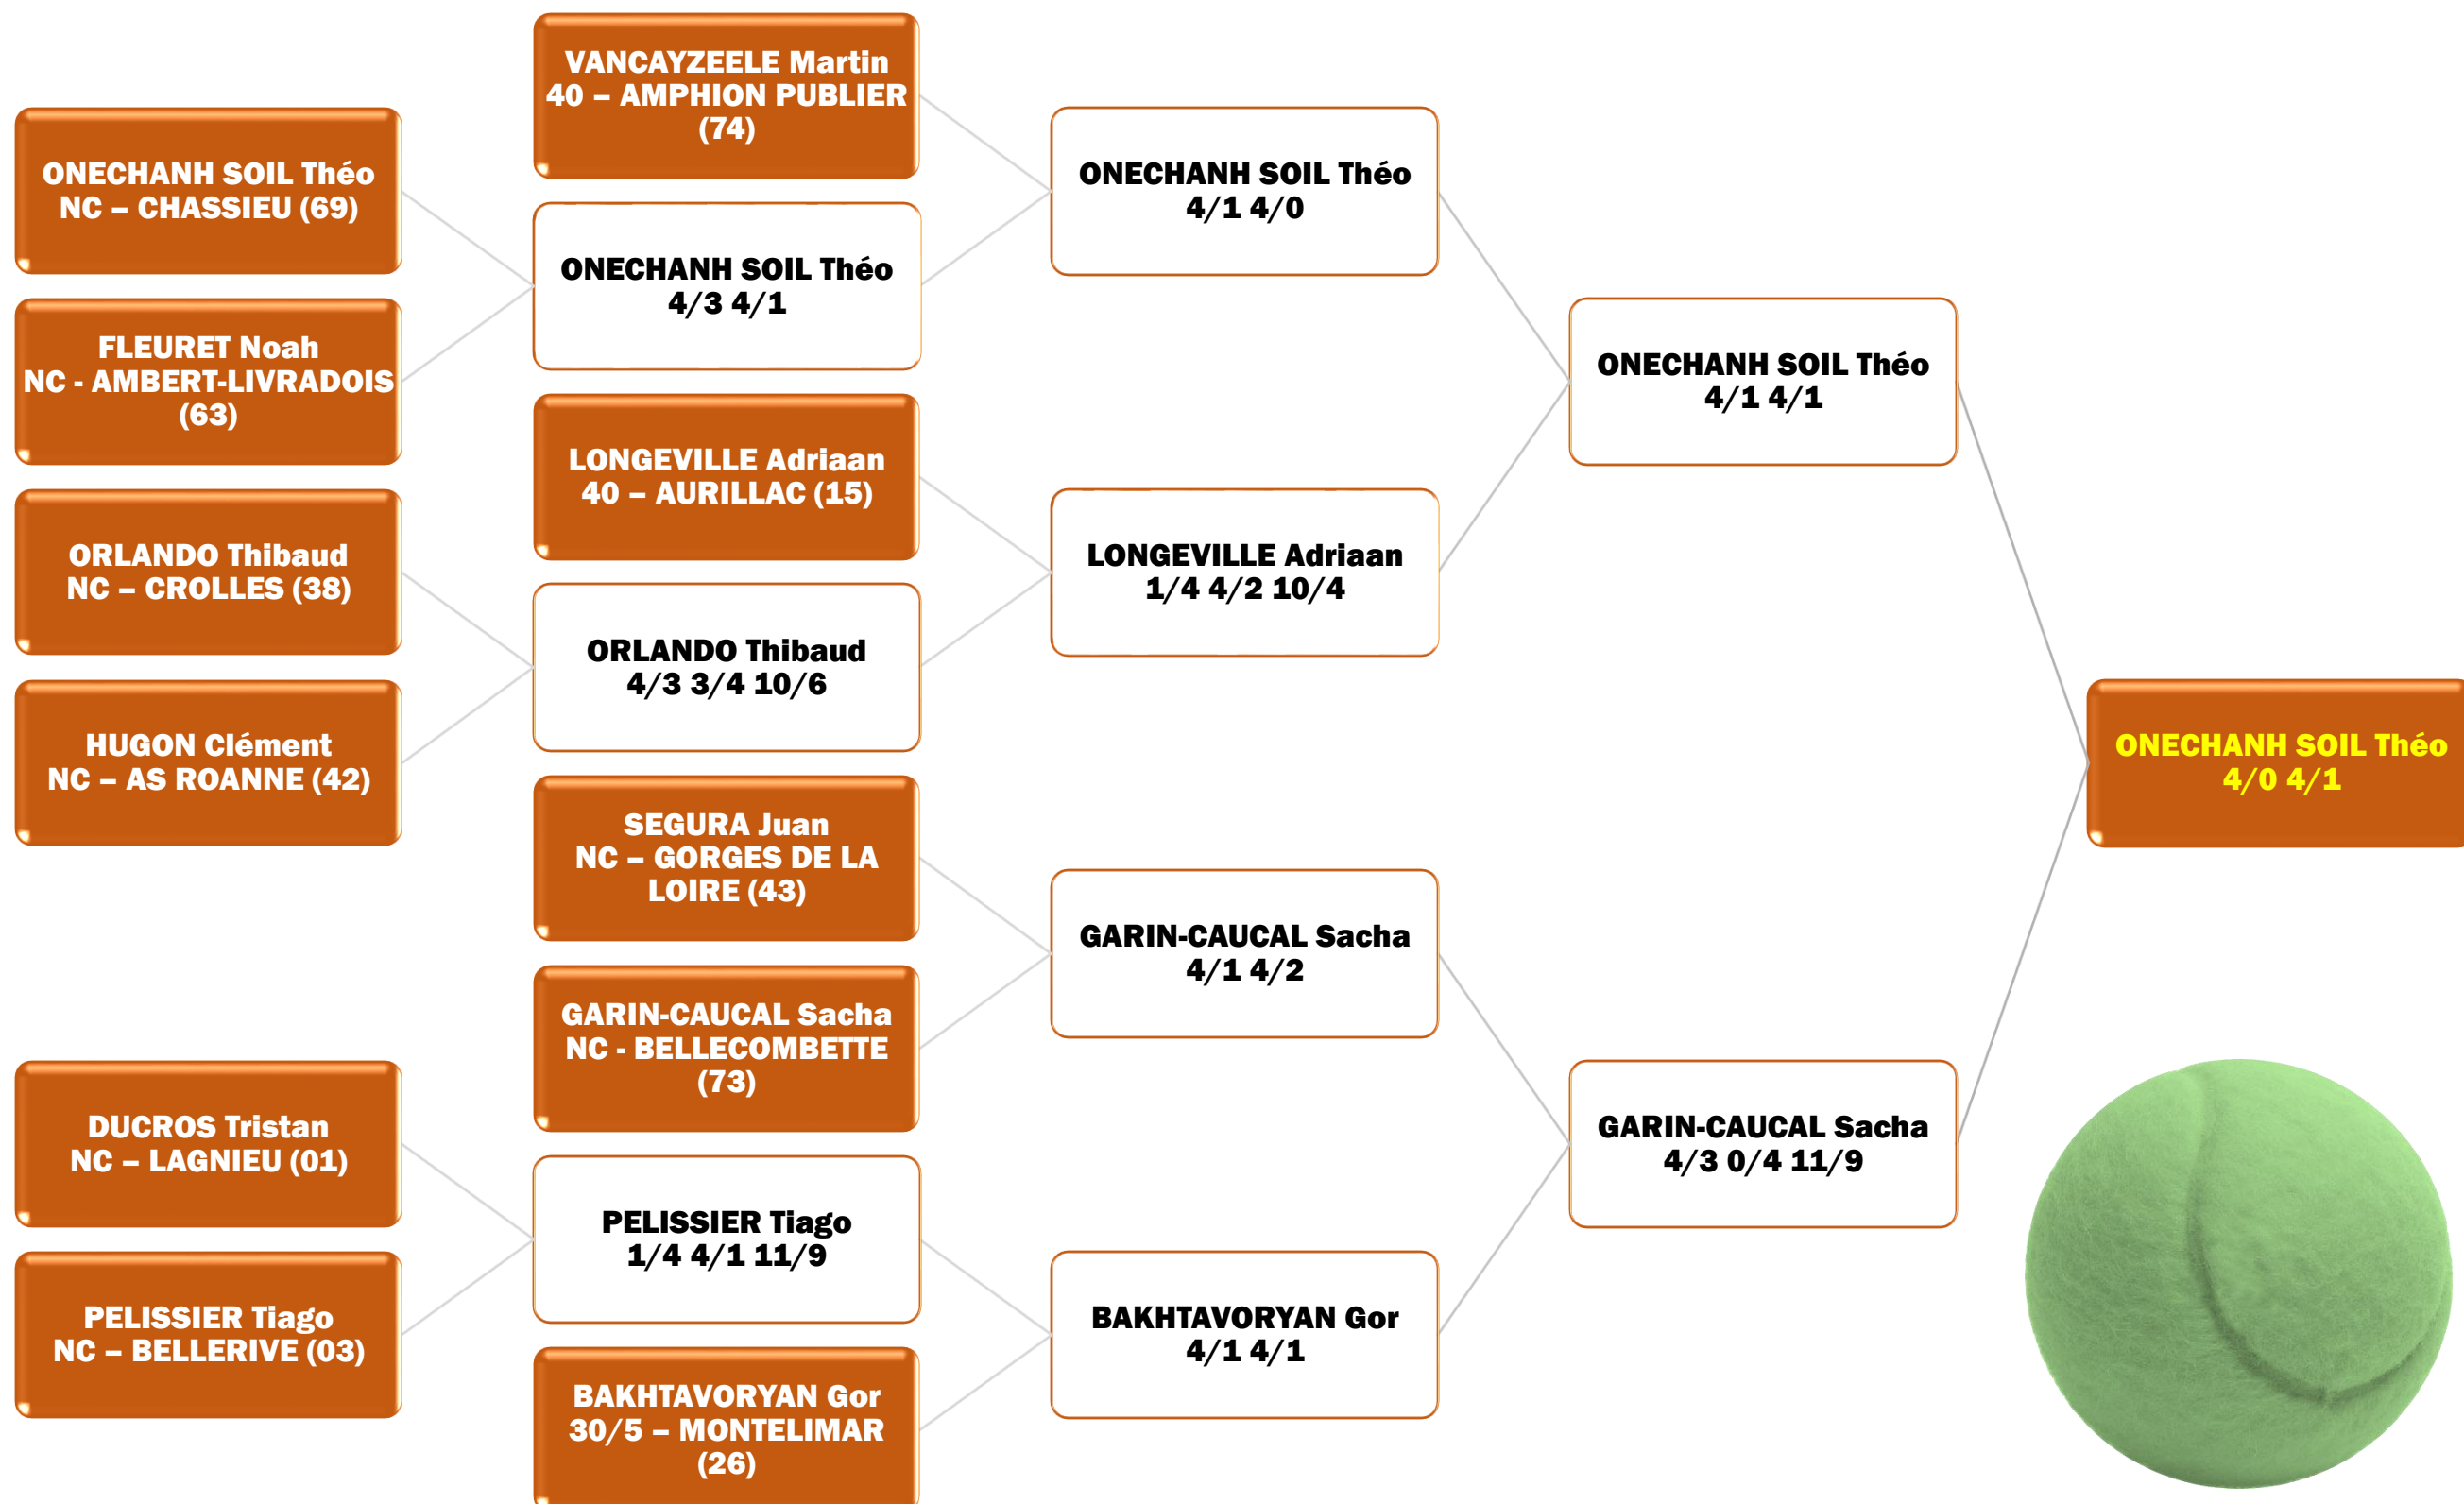 ONECHANH SOIL Théo
NC – CHASSIEU (69)
FLEURET Noah
NC - AMBERT-LIVRADOIS
(63)
ORLANDO Thibaud
NC – CROLLES (38)
HUGON Clément
NC – AS ROANNE (42)
DUCROS Tristan
NC – LAGNIEU (01)
PELISSIER Tiago
NC – BELLERIVE (03)
VANCAYZEELE Martin
40 – AMPHION PUBLIER
(74)
ONECHANH SOIL Théo
4/3 4/1
LONGEVILLE Adriaan
40 – AURILLAC (15)
ORLANDO Thibaud
4/3 3/4 10/6
SEGURA Juan
NC – GORGES DE LA
LOIRE (43)
GARIN-CAUCAL Sacha
NC - BELLECOMBETTE
(73)
PELISSIER Tiago
1/4 4/1 11/9
BAKHTAVORYAN Gor
30/5 – MONTELIMAR
(26)
ONECHANH SOIL Théo
4/1 4/0
LONGEVILLE Adriaan
1/4 4/2 10/4
GARIN-CAUCAL Sacha
4/1 4/2
BAKHTAVORYAN Gor
4/1 4/1
ONECHANH SOIL Théo
4/1 4/1
GARIN-CAUCAL Sacha
4/3 0/4 11/9
ONECHANH SOIL Théo
4/0 4/1